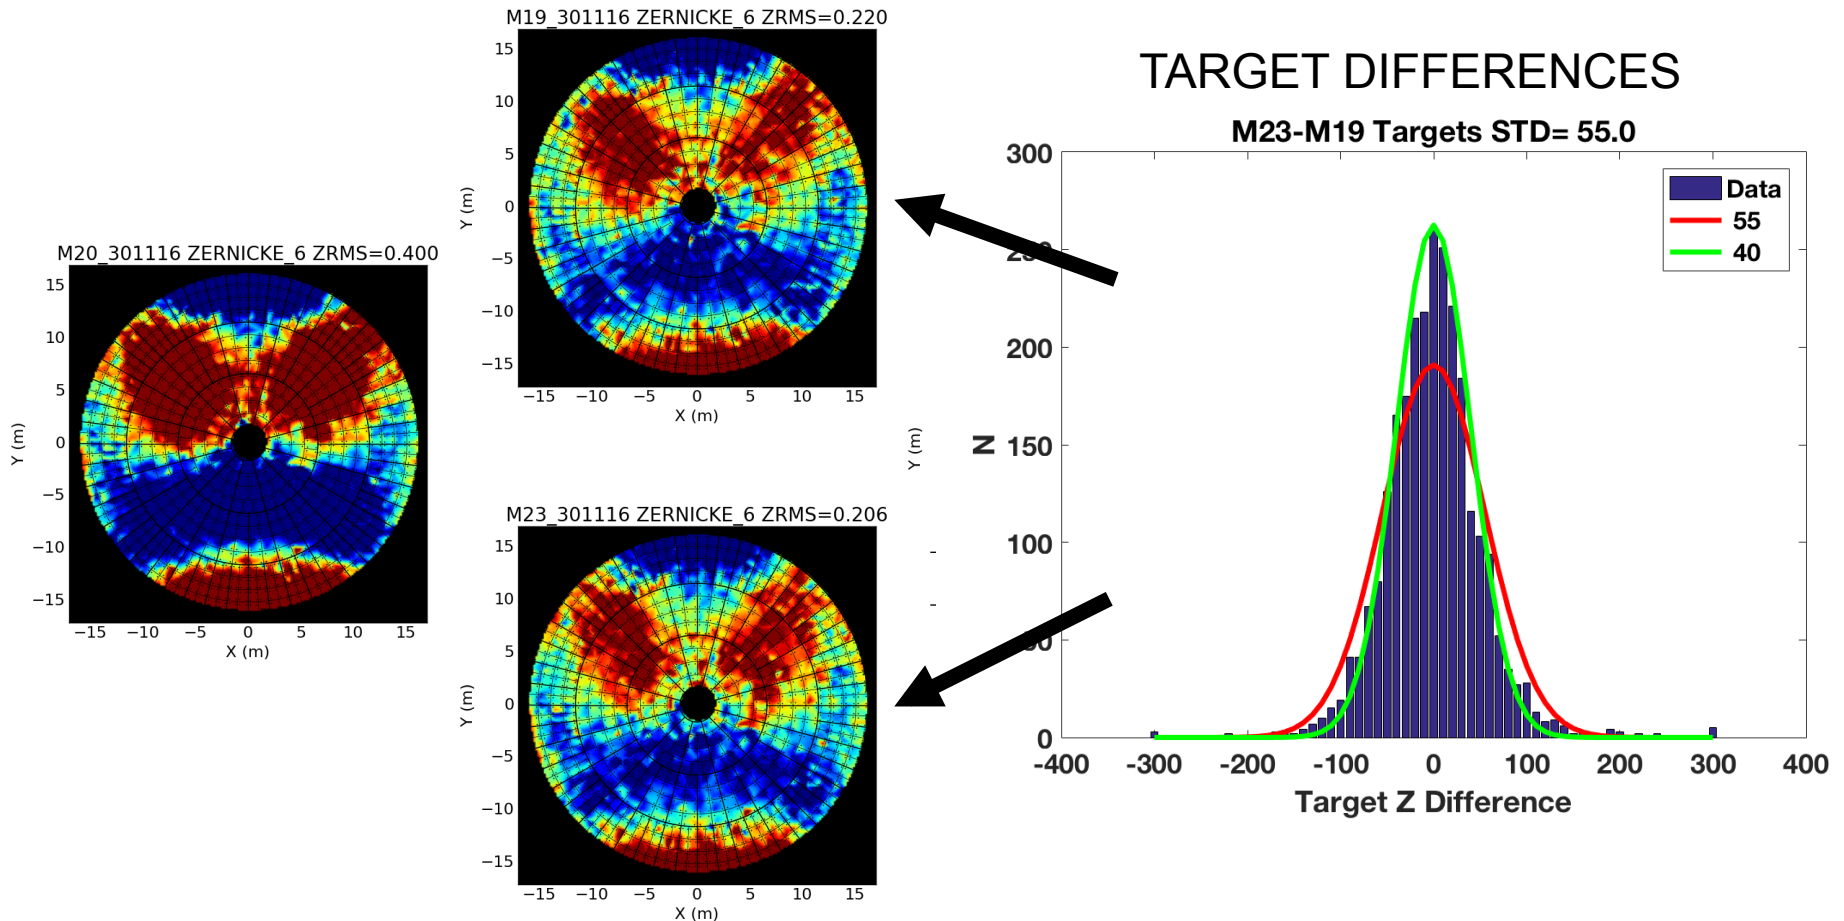 M19_301116 ZERNICKE_6 ZRMS=0.220
15
10
5
0
−5
−10
−15
Y (m)
−15 −10 −5 0 5 10 15
X (m)
M20_301116 ZERNICKE_6 ZRMS=0.400
15
10
5
0
−5
−10
−15
Y (m)
−15 −10 −5 0 5 10 15
X (m)
M23_301116 ZERNICKE_6 ZRMS=0.206
15
10
5
0
−5
−10
−15
Y (m)
−15 −10 −5 0 5 10 15
X (m)
Y (m)
TARGET DIFFERENCES
M23-M19 Targets STD= 55.0
300
200
150
100
0
N
Data
55
40
-400 -300 -200 -100 0 100 200 300 400
Target Z Difference